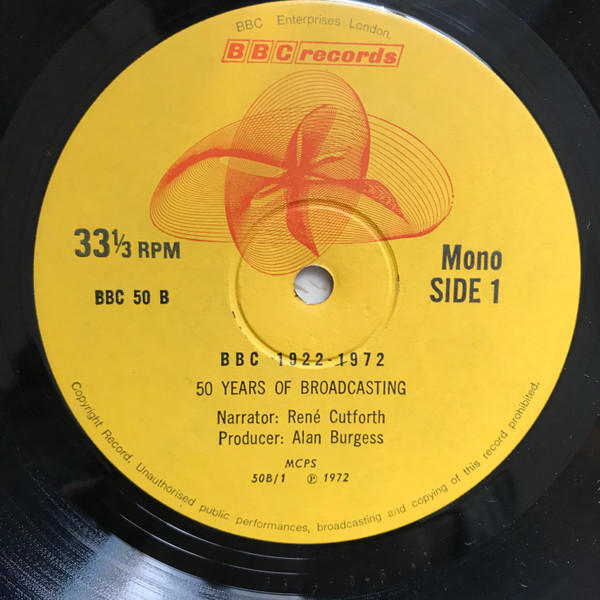 BBC Enterprises London.
BBC records
33⅓ RPM
Mono
BBC 50 B
SIDE 1
BBC 1922-1972
50 YEARS OF BROADCASTING
Narrator: René Cutforth
Producer: Alan Burgess
MCPS
50B/1 Ⓟ 1972
Copyright Record. Unauthorised public performances, broadcasting and copying of this record prohibited.